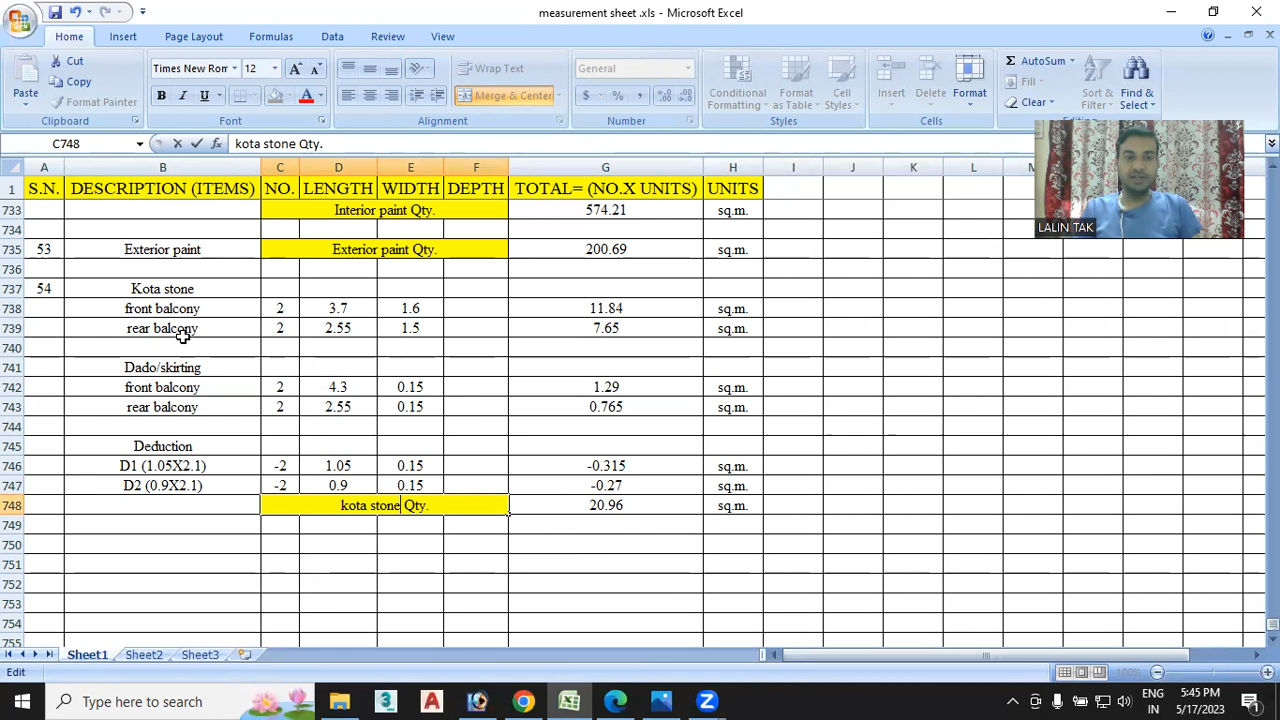 measurement sheet .xls - Microsoft Excel
Home Insert Page Layout Formulas Data Review View
Paste Cut Copy Format Painter Clipboard
Times New Rom 12 B I U A A A Font
Wrap Text Merge & Center Alignment
General $ % , Number
Conditional Formatting Format as Table Cell Styles Styles
Insert Delete Format Cells
AutoSum Fill Clear Sort & Filter Find & Select
C748 kota stone Qty.
A B C D E F G H I J K L M
1 S.N. DESCRIPTION (ITEMS) NO. LENGTH WIDTH DEPTH TOTAL= (NO.X UNITS) UNITS
733 Interior paint Qty. 574.21 sq.m.
734
735 53 Exterior paint Exterior paint Qty. 200.69 sq.m.
736
737 54 Kota stone
738 front balcony 2 3.7 1.6 11.84 sq.m.
739 rear balcony 2 2.55 1.5 7.65 sq.m.
740
741 Dado/skirting
742 front balcony 2 4.3 0.15 1.29 sq.m.
743 rear balcony 2 2.55 0.15 0.765 sq.m.
744
745 Deduction
746 D1 (1.05X2.1) -2 1.05 0.15 -0.315 sq.m.
747 D2 (0.9X2.1) -2 0.9 0.15 -0.27 sq.m.
748 kota stone Qty. 20.96 sq.m.
749
750
751
752
753
754
755
LALIN TAK
Sheet1 Sheet2 Sheet3
Edit 100%
Type here to search
ENG IN 5:45 PM 5/17/2023